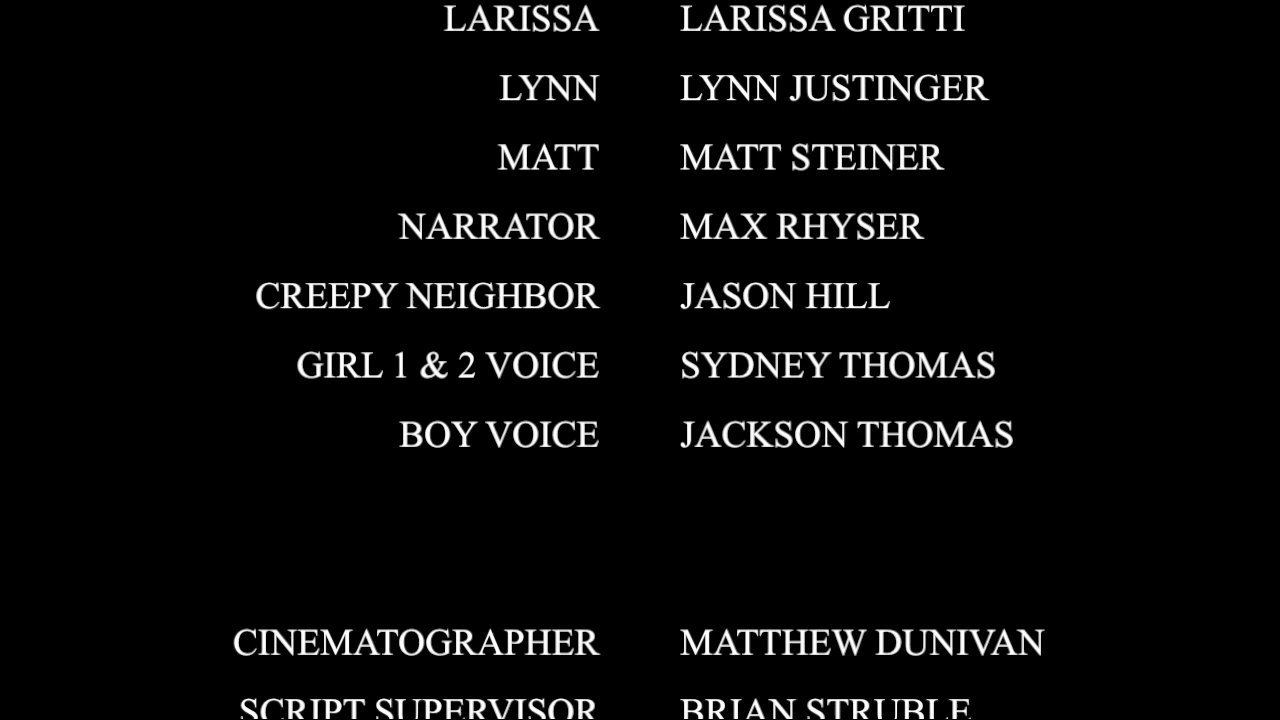 LARISSA LARISSA GRITTI
LYNN LYNN JUSTINGER
MATT MATT STEINER
NARRATOR MAX RHYSER
CREEPY NEIGHBOR JASON HILL
GIRL 1 & 2 VOICE SYDNEY THOMAS
BOY VOICE JACKSON THOMAS
CINEMATOGRAPHER MATTHEW DUNIVAN
SCRIPT SUPERVISOR BRIAN STRUBLE